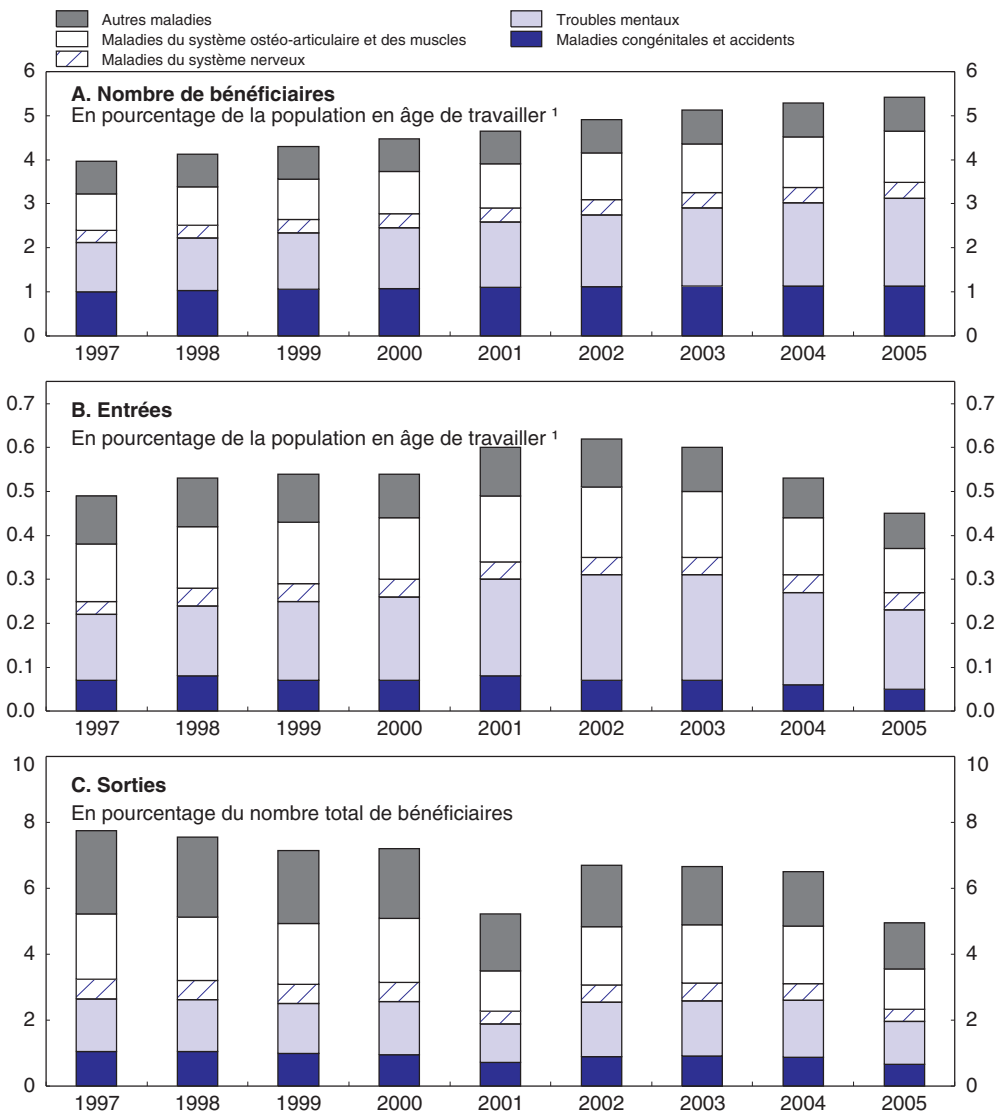 Autres maladies
Maladies du système ostéo-articulaire et des muscles
Maladies du système nerveux
Troubles mentaux
Maladies congénitales et accidents
A. Nombre de bénéficiaires
En pourcentage de la population en âge de travailler ¹
6 6
5 5
4 4
3 3
2 2
1 1
0 0
1997 1998 1999 2000 2001 2002 2003 2004 2005
B. Entrées
En pourcentage de la population en âge de travailler ¹
0.7 0.7
0.6 0.6
0.5 0.5
0.4 0.4
0.3 0.3
0.2 0.2
0.1 0.1
0.0 0.0
1997 1998 1999 2000 2001 2002 2003 2004 2005
C. Sorties
En pourcentage du nombre total de bénéficiaires
10 10
8 8
6 6
4 4
2 2
0 0
1997 1998 1999 2000 2001 2002 2003 2004 2005